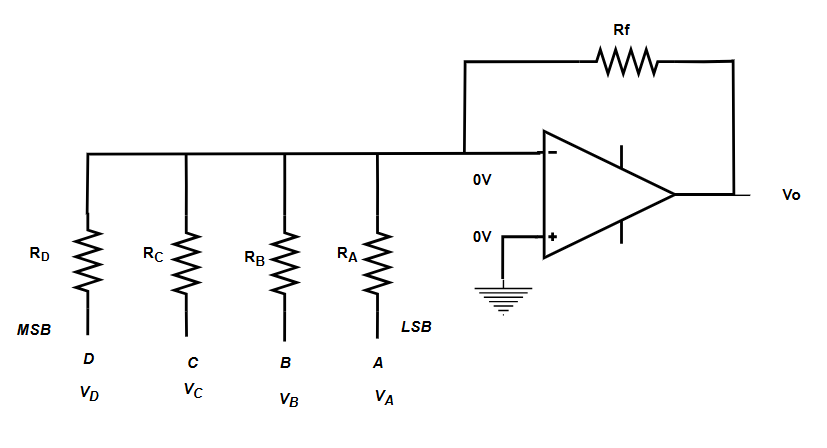 Rf
0V
Vo
0V
RD RC RB RA
MSB LSB
D C B A
VD VC VB VA